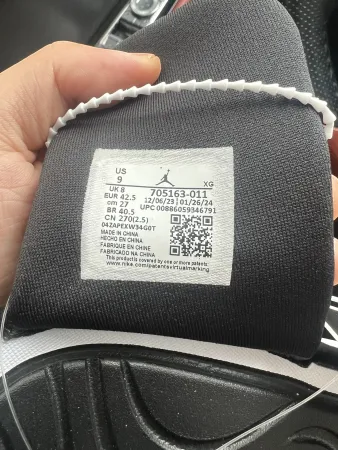 US
9
XG
UK 8
705163-011
EUR 42.5
12/06/23 | 01/26/24
cm 27
UPC 00886059346791
BR 40.5
CN 270(2.5)
04ZAPEXW34G0T
MADE IN CHINA
HECHO EN CHINA
FABRIQUE EN CHINE
FABRICADO NA CHINA
This product is covered by one or more patents:
www.nike.com/patentsvirtualmarking